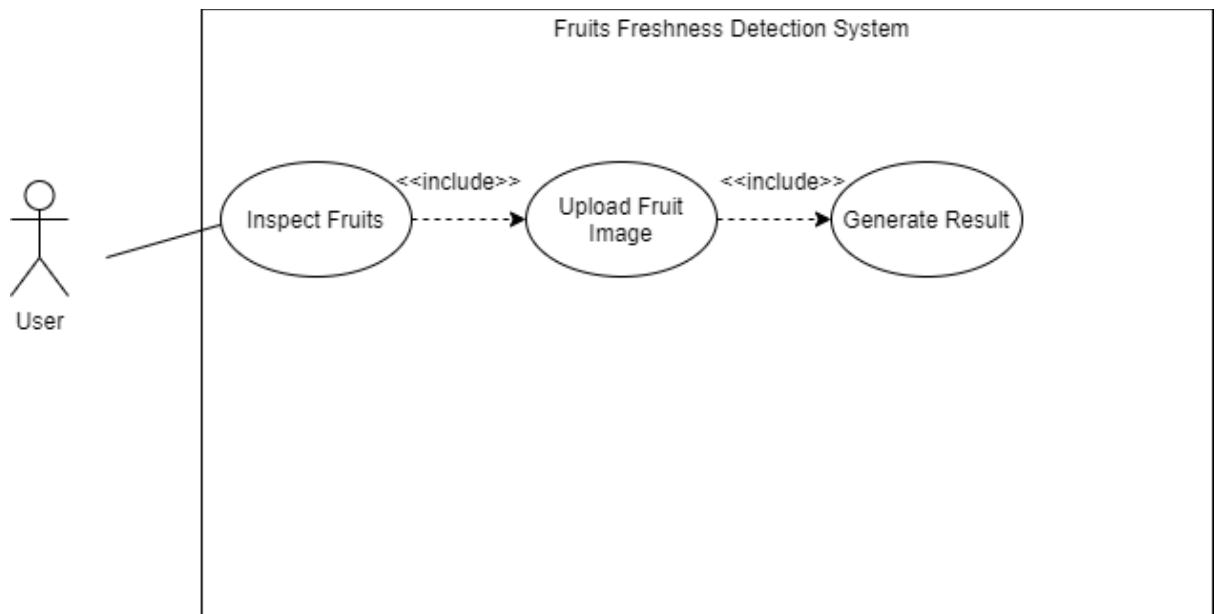 Fruits Freshness Detection System
<<include>>
<<include>>
Inspect Fruits
Upload Fruit
Image
Generate Result
User